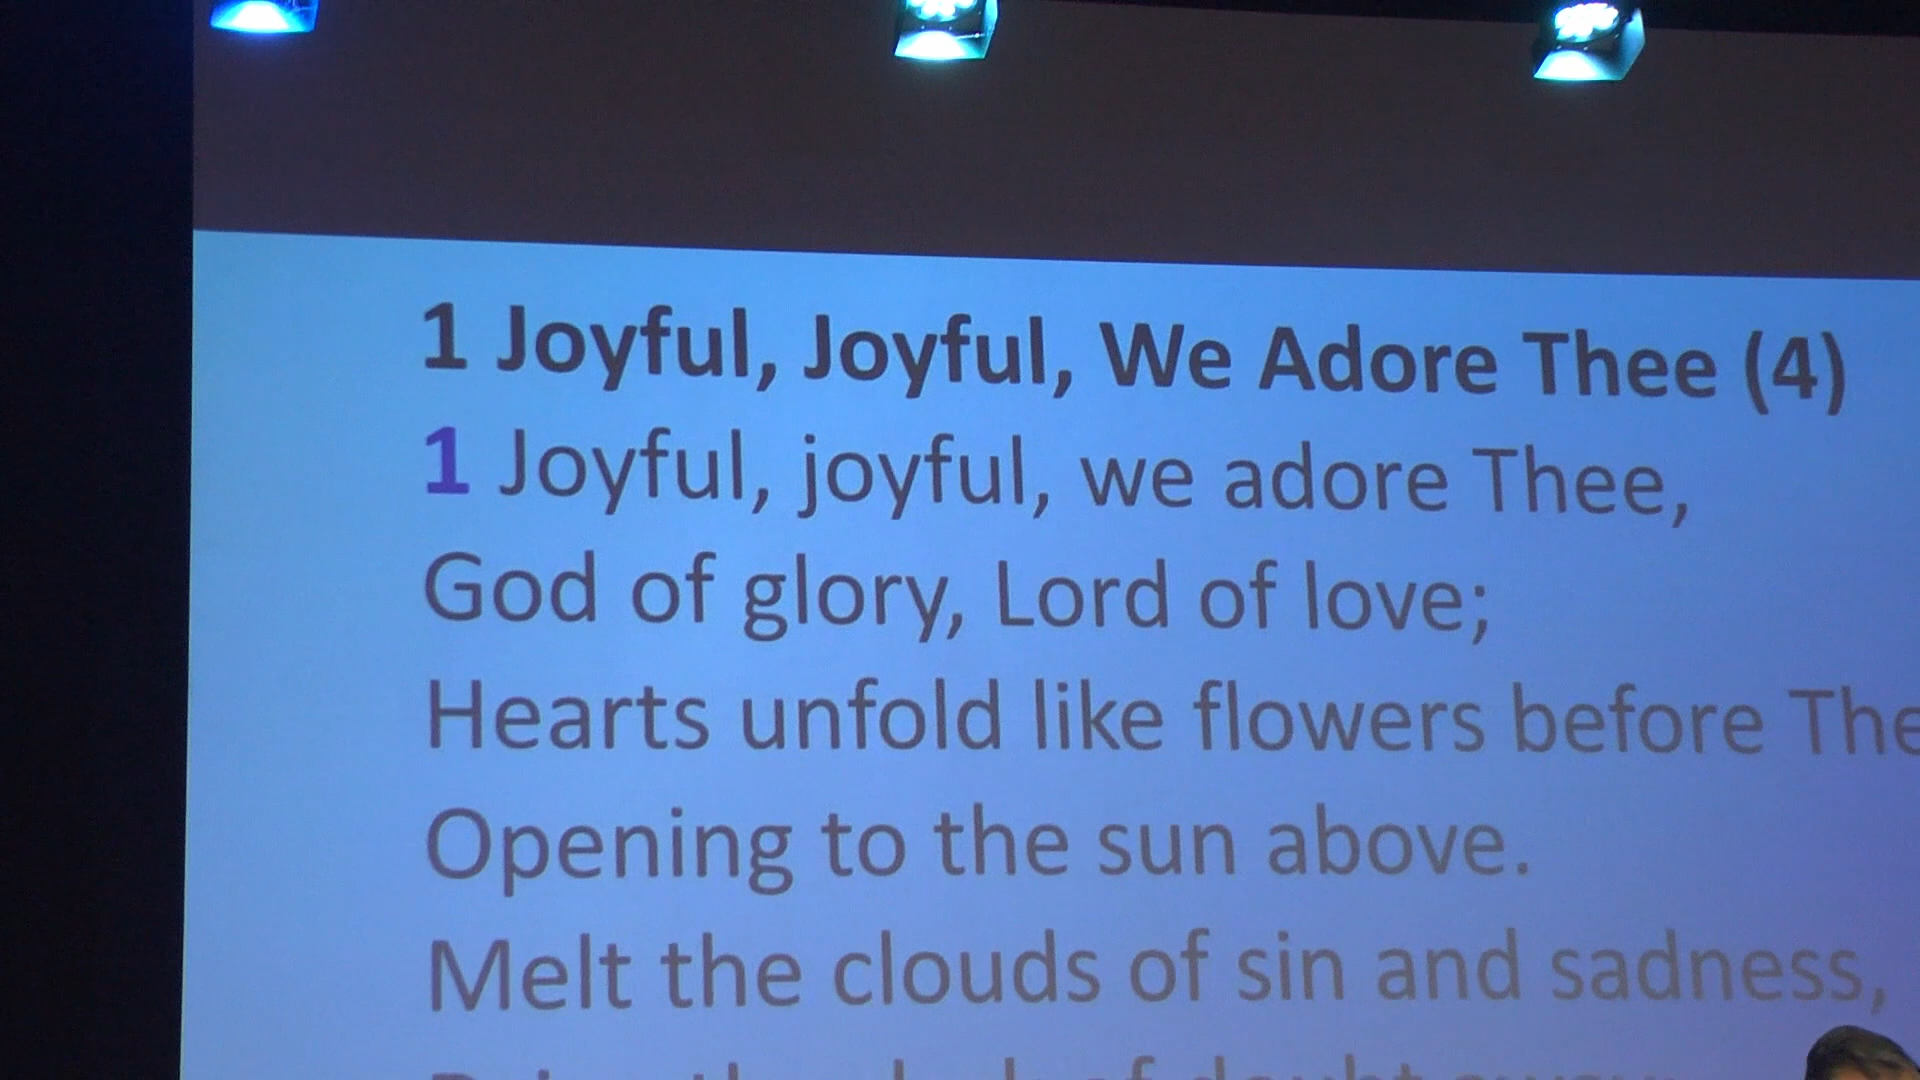 1 Joyful, Joyful, We Adore Thee (4)
1 Joyful, joyful, we adore Thee,
God of glory, Lord of love;
Hearts unfold like flowers before The
Opening to the sun above.
Melt the clouds of sin and sadness,